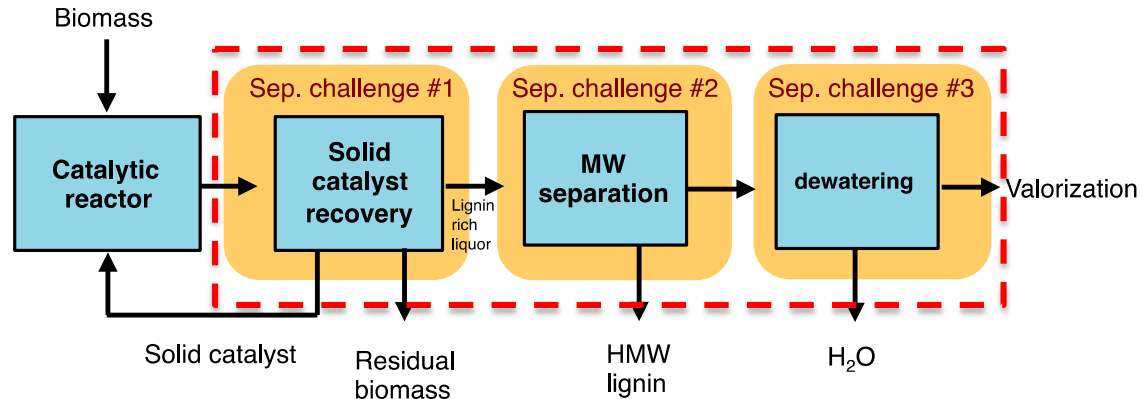 Biomass
Sep. challenge #1
Sep. challenge #2
Sep. challenge #3
Catalytic
reactor
Solid
catalyst
recovery
Lignin
rich
liquor
MW
separation
dewatering
Valorization
Solid catalyst
Residual
biomass
HMW
lignin
H₂O